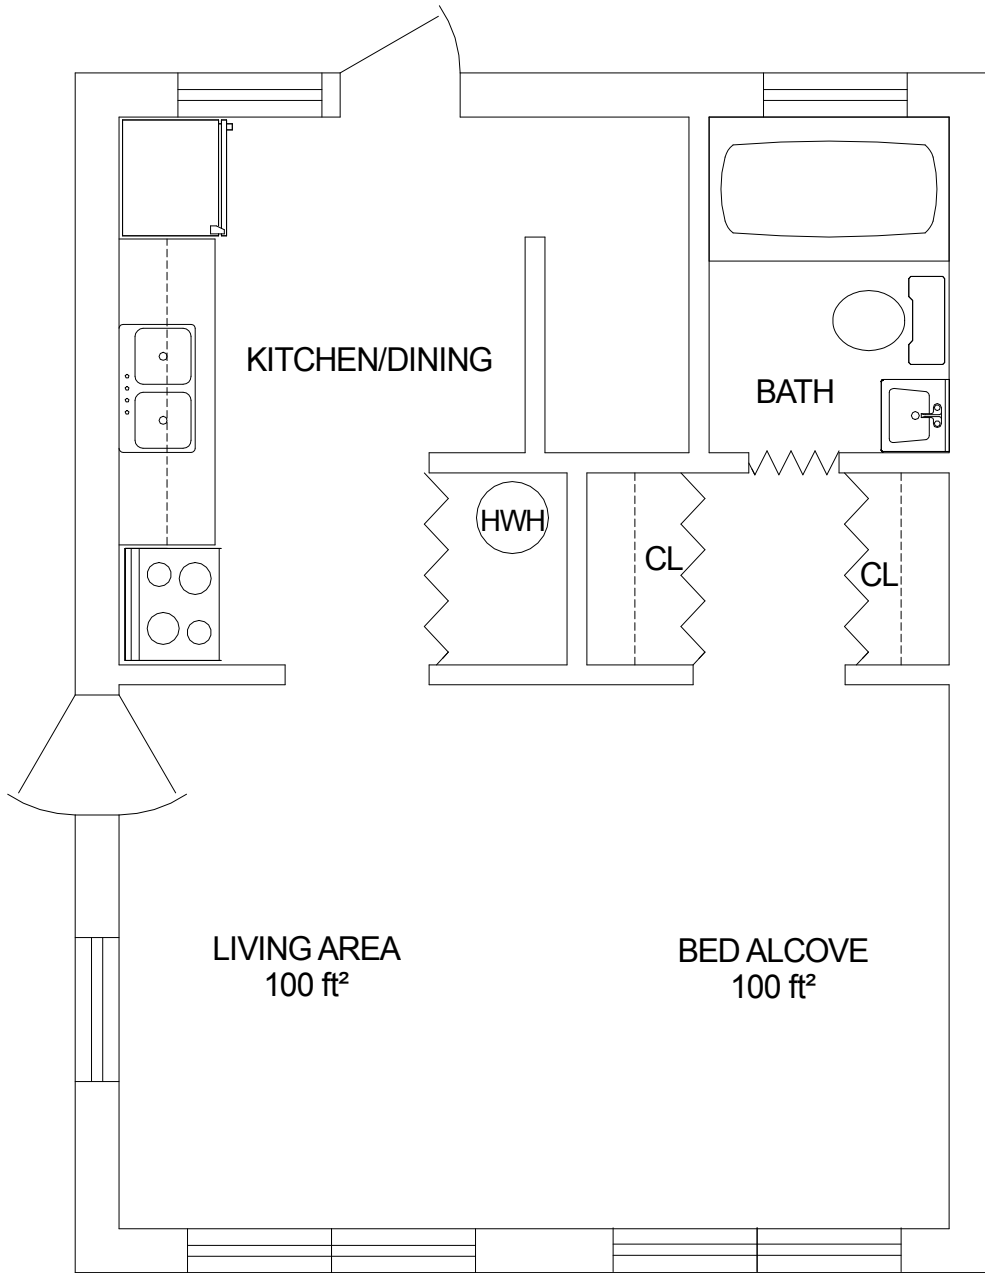 KITCHEN/DINING
BATH
HWH
CL
CL
LIVING AREA
100 ft²
BED ALCOVE
100 ft²